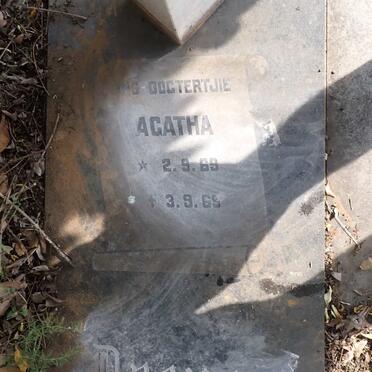 DOGTERTJIE
AGATHA
* 2.9.69
† 3.9.69